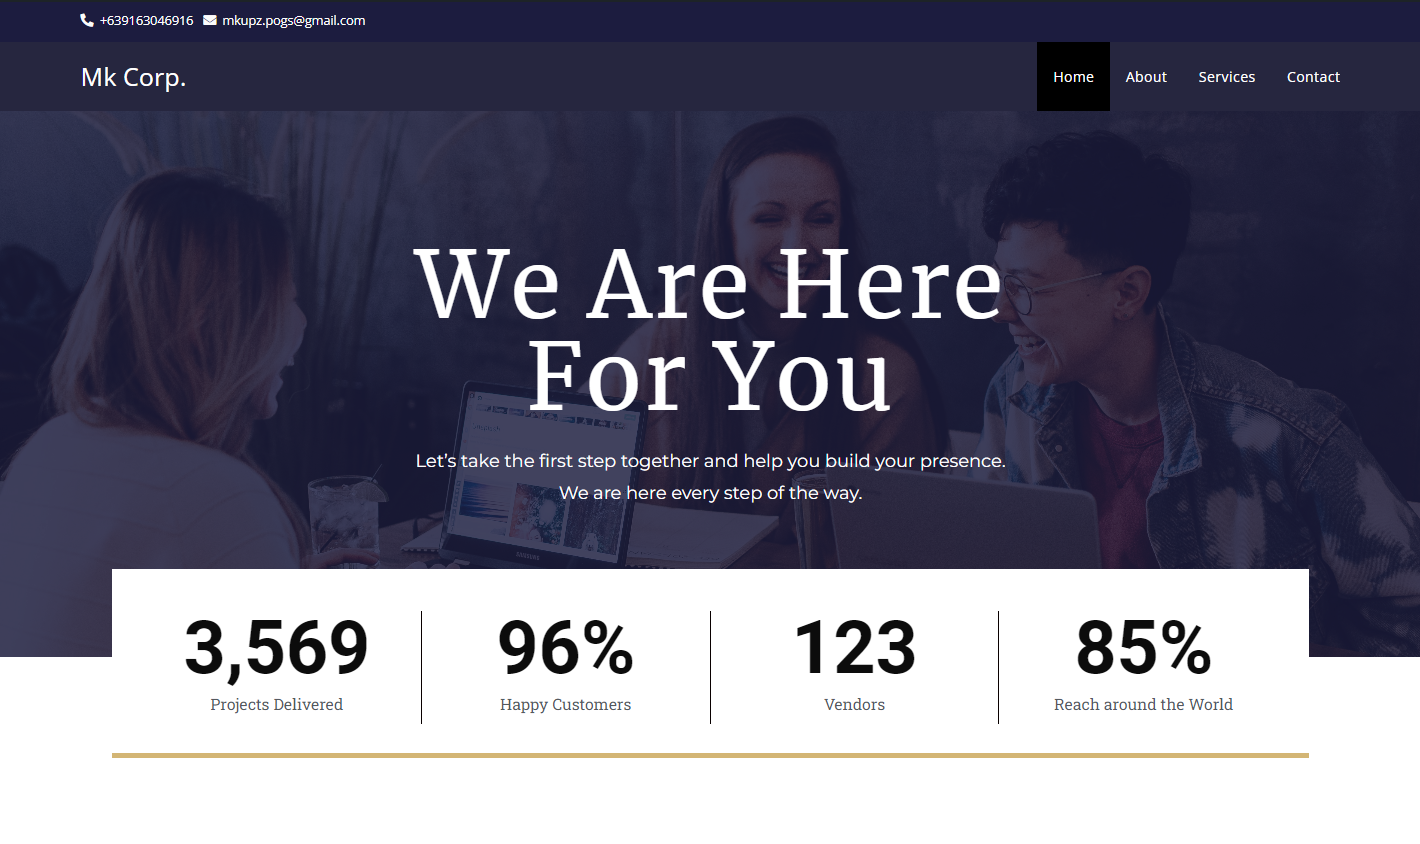 +639163046916 mkupz.pogs@gmail.com
Mk Corp. Home About Services Contact
We Are Here
For You
Let’s take the first step together and help you build your presence.
We are here every step of the way.
SAMSUNG
3,569 96% 123 85%
Projects Delivered Happy Customers Vendors Reach around the World